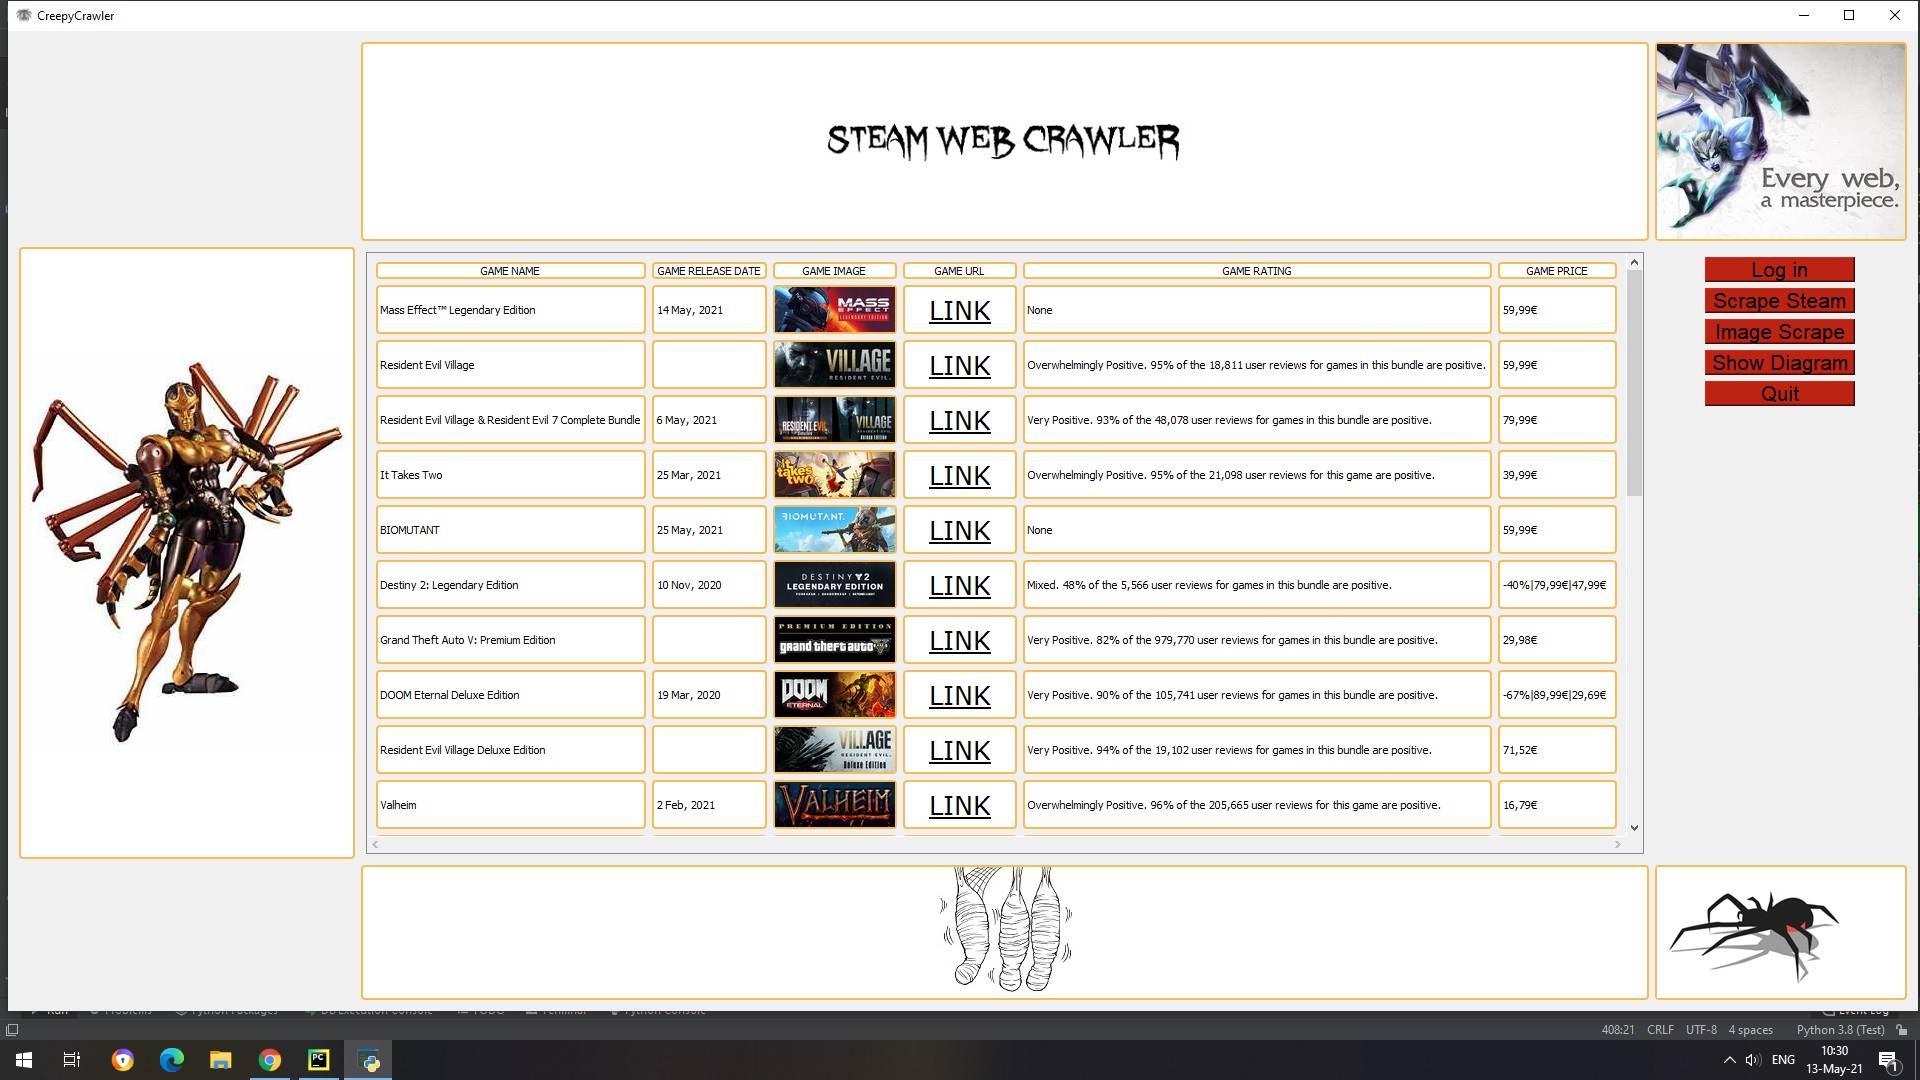 CreepyCrawler
STEAM WEB CRAWLER
Every web,
a masterpiece.
GAME NAME GAME RELEASE DATE GAME IMAGE GAME URL GAME RATING GAME PRICE
Mass Effect™ Legendary Edition 14 May, 2021 MASS EFFECT LEGENDARY EDITION LINK None 59,99€
Resident Evil Village VILLAGE RESIDENT EVIL. LINK Overwhelmingly Positive. 95% of the 18,811 user reviews for games in this bundle are positive. 59,99€
Resident Evil Village & Resident Evil 7 Complete Bundle 6 May, 2021 RESIDENT EVIL VILLAGE LINK Very Positive. 93% of the 48,078 user reviews for games in this bundle are positive. 79,99€
It Takes Two 25 Mar, 2021 it takes two LINK Overwhelmingly Positive. 95% of the 21,098 user reviews for this game are positive. 39,99€
BIOMUTANT 25 May, 2021 BIOMUTANT. LINK None 59,99€
Destiny 2: Legendary Edition 10 Nov, 2020 DESTINY 2 LEGENDARY EDITION LINK Mixed. 48% of the 5,566 user reviews for games in this bundle are positive. -40%|79,99€|47,99€
Grand Theft Auto V: Premium Edition PREMIUM EDITION grand theft auto V LINK Very Positive. 82% of the 979,770 user reviews for games in this bundle are positive. 29,98€
DOOM Eternal Deluxe Edition 19 Mar, 2020 DOOM ETERNAL LINK Very Positive. 90% of the 105,741 user reviews for games in this bundle are positive. -67%|89,99€|29,69€
Resident Evil Village Deluxe Edition VILLAGE RESIDENT EVIL. Deluxe Edition LINK Very Positive. 94% of the 19,102 user reviews for games in this bundle are positive. 71,52€
Valheim 2 Feb, 2021 VALHEIM LINK Overwhelmingly Positive. 96% of the 205,665 user reviews for this game are positive. 16,79€
Log in
Scrape Steam
Image Scrape
Show Diagram
Quit
408:21 CRLF UTF-8 4 spaces Python 3.8 (Test)
PC
ENG
10:30
13-May-21
1